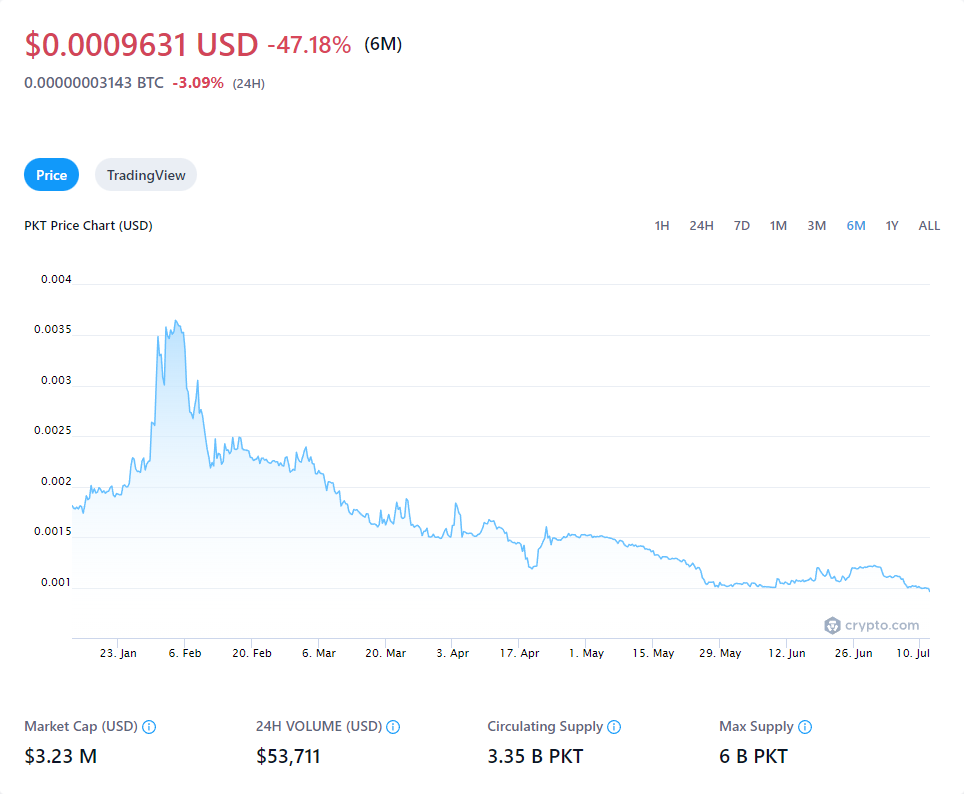 $0.0009631 USD -47.18% (6M)
0.00000003143 BTC -3.09% (24H)
Price TradingView
PKT Price Chart (USD) 1H 24H 7D 1M 3M 6M 1Y ALL
0.004
0.0035
0.003
0.0025
0.002
0.0015
0.001
crypto.com
23. Jan 6. Feb 20. Feb 6. Mar 20. Mar 3. Apr 17. Apr 1. May 15. May 29. May 12. Jun 26. Jun 10. Jul
Market Cap (USD) 24H VOLUME (USD) Circulating Supply Max Supply
$3.23 M $53,711 3.35 B PKT 6 B PKT